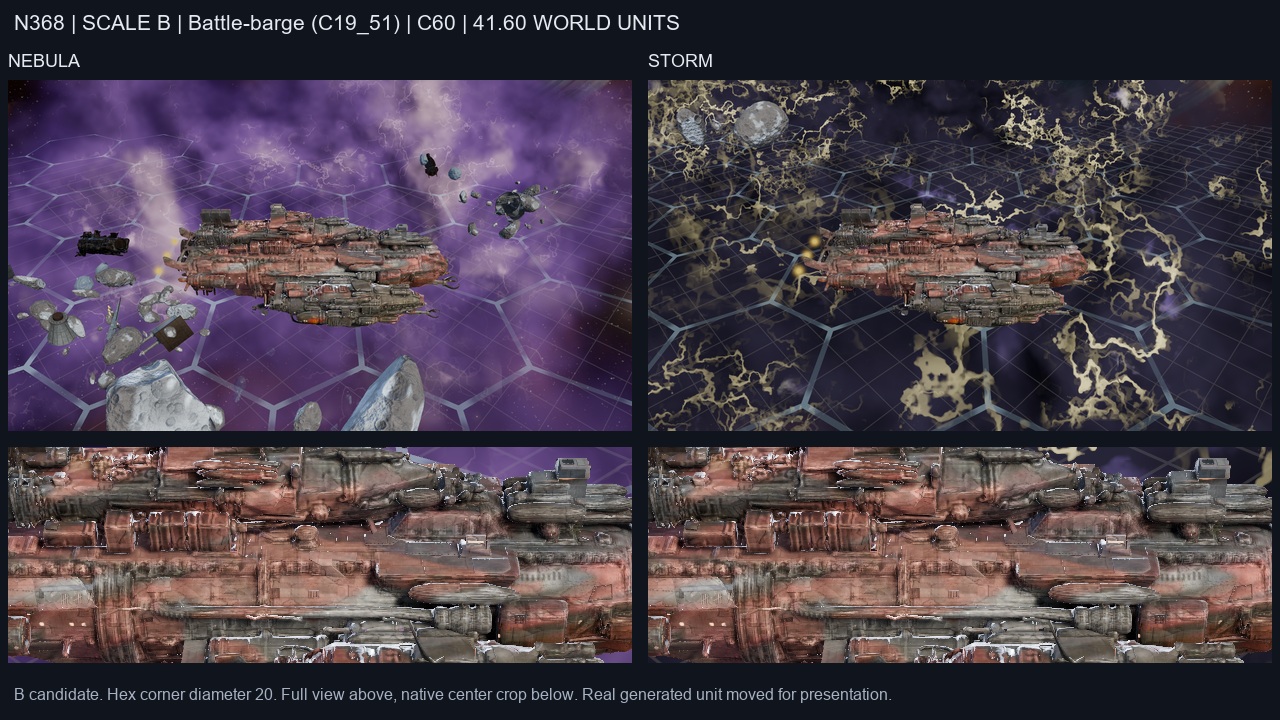 N368 | SCALE B | Battle-barge (C19_51) | C60 | 41.60 WORLD UNITS
NEBULA
STORM
B candidate. Hex corner diameter 20. Full view above, native center crop below. Real generated unit moved for presentation.